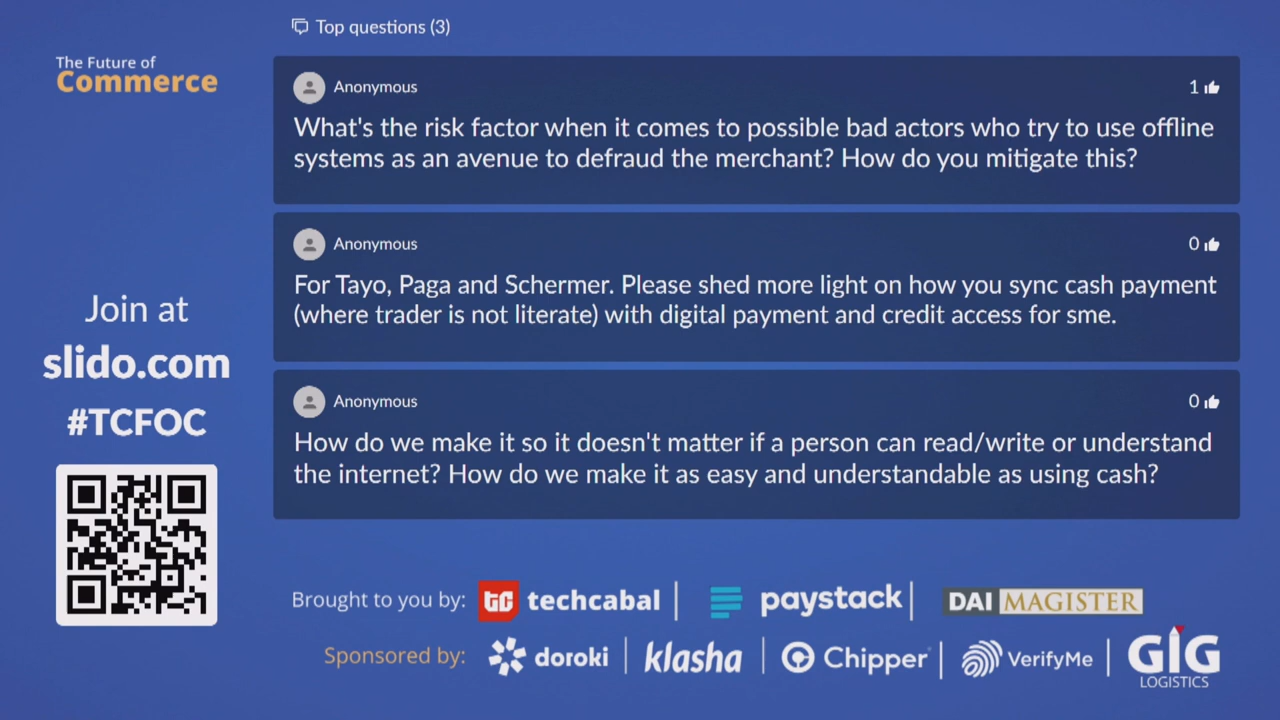 Top questions (3)
The Future of
Commerce
Anonymous
1
What's the risk factor when it comes to possible bad actors who try to use offline
systems as an avenue to defraud the merchant? How do you mitigate this?
Anonymous
0
For Tayo, Paga and Schermer. Please shed more light on how you sync cash payment
(where trader is not literate) with digital payment and credit access for sme.
Anonymous
0
How do we make it so it doesn't matter if a person can read/write or understand
the internet? How do we make it as easy and understandable as using cash?
Join at
slido.com
#TCFOC
Brought to you by: TC techcabal | paystack | DAI MAGISTER
Sponsored by: doroki | klasha | Chipper | VerifyMe | GIG
LOGISTICS